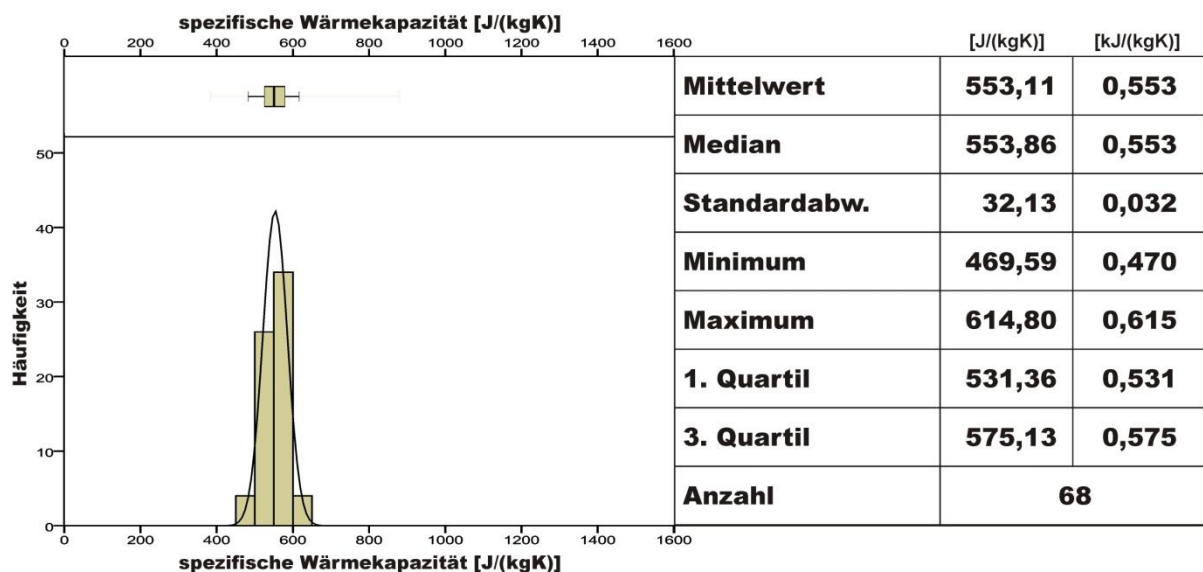 spezifische Wärmekapazität [J/(kgK)]
0 200 400 600 800 1000 1200 1400 1600
[J/(kgK)] [kJ/(kgK)]
Mittelwert 553,11 0,553
Median 553,86 0,553
Standardabw. 32,13 0,032
Minimum 469,59 0,470
Maximum 614,80 0,615
1. Quartil 531,36 0,531
3. Quartil 575,13 0,575
Anzahl 68
Häufigkeit
50
40
30
20
10
0
0 200 400 600 800 1000 1200 1400 1600
spezifische Wärmekapazität [J/(kgK)]